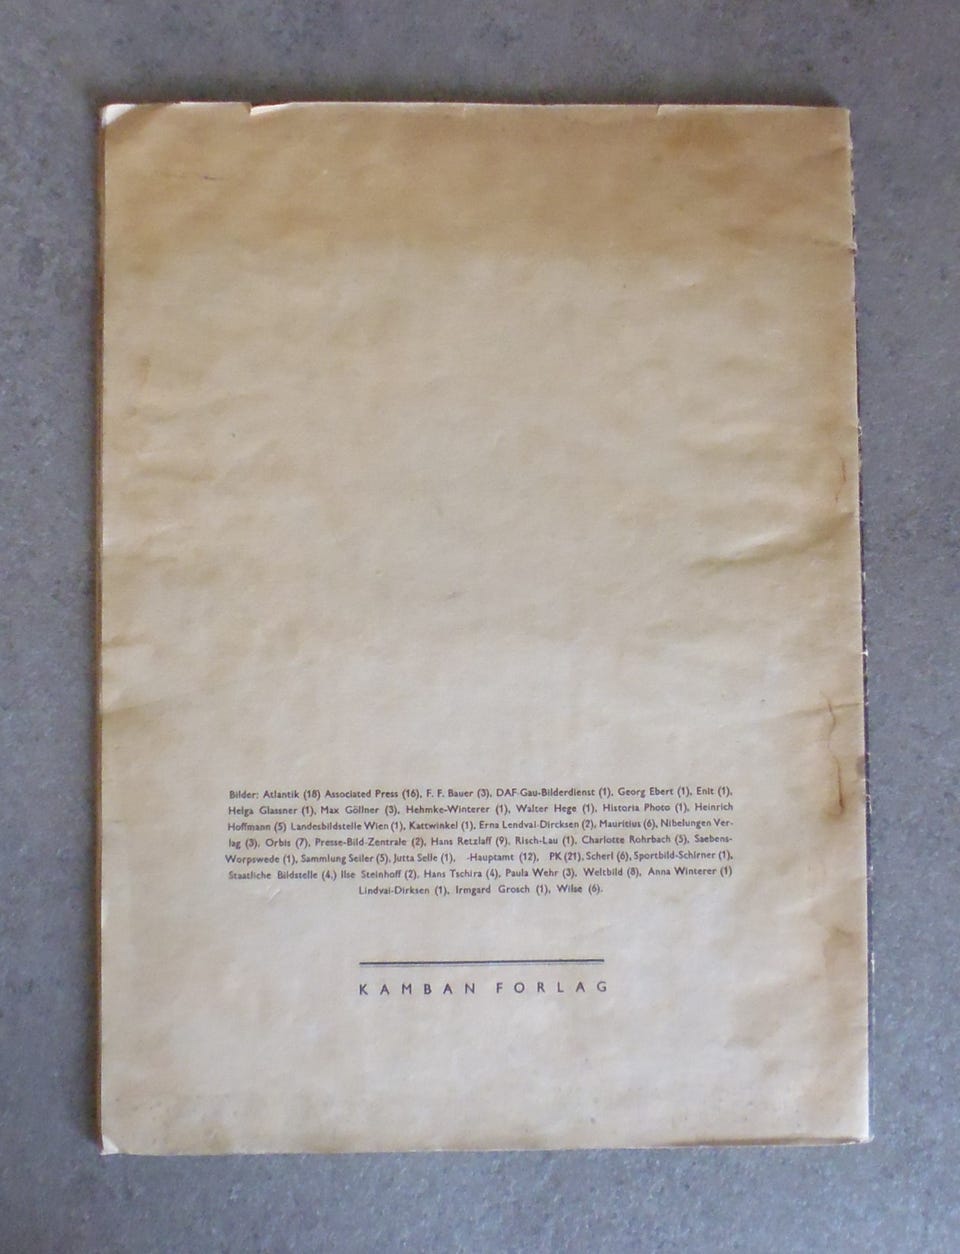 Bilder: Atlantik (18) Associated Press (16), F. F. Bauer (3), DAF-Gau-Bilderdienst (1), Georg Ebert (1), Enit (1),
Helga Glassner (1), Max Göllner (3), Hehmke-Winterer (1), Walter Hege (1), Historia Photo (1), Heinrich
Hoffmann (5) Landesbildstelle Wien (1), Kattwinkel (1), Erna Lendvai-Dircksen (2), Mauritius (6), Nibelungen Ver-
lag (3). Orbis (7), Presse-Bild-Zentrale (2), Hans Retzlaff (9). Risch-Lau (1), Charlotte Rohrbach (5), Saebens-
Worpswede (1), Sammlung Seiler (5), Jutta Selle (1), -Hauptamt (12), PK (21), Scherl (6), Sportbild-Schirner (1),
Staatliche Bildstelle (4,) Ilse Steinhoff (2). Hans Tschira (4), Paula Wehr (3), Weltbild (8), Anna Winterer (1)
Lindvai-Dirksen (1), Irmgard Grosch (1), Wilse (6).
KAMBAN FORLAG